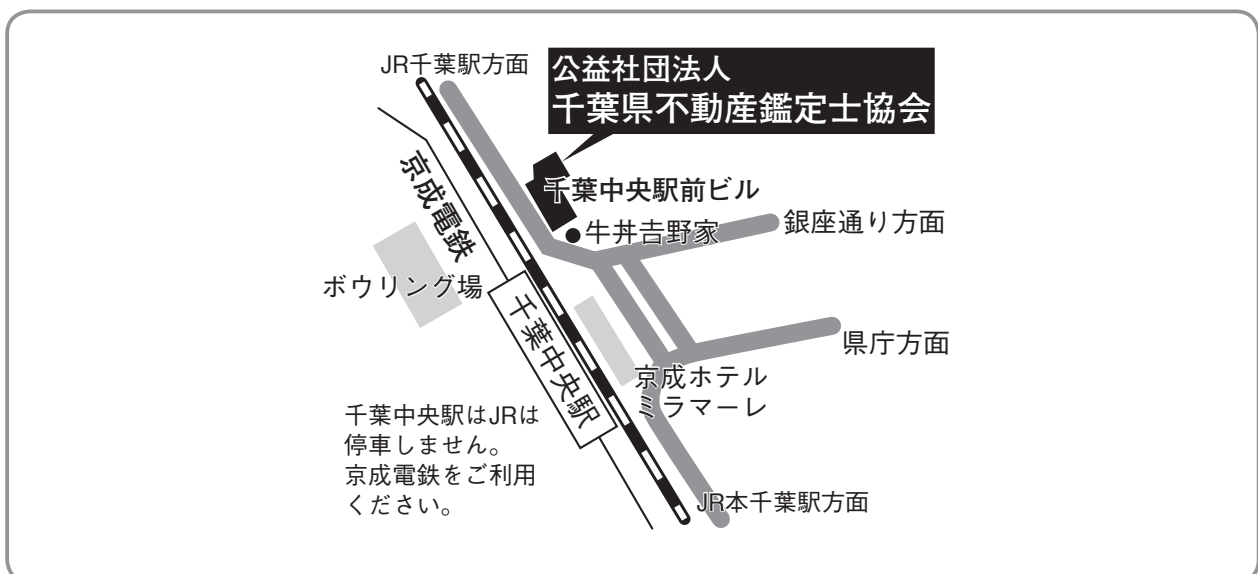 JR千葉駅方面
公益社団法人
千葉県不動産鑑定士協会
京成電鉄
千葉中央駅前ビル
牛丼𠮷野家
銀座通り方面
ボウリング場
千葉中央駅
県庁方面
京成ホテル
ミラマーレ
千葉中央駅はJRは
停車しません。
京成電鉄をご利用
ください。
JR本千葉駅方面